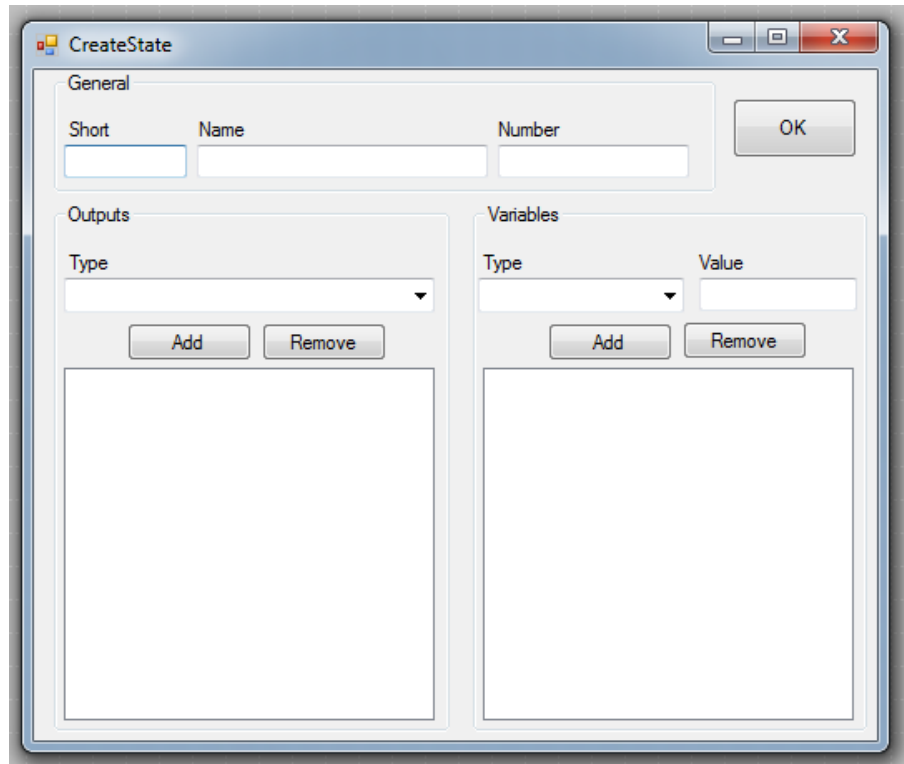 CreateState
General
Short Name Number
OK
Outputs
Type
Add Remove
Variables
Type Value
Add Remove